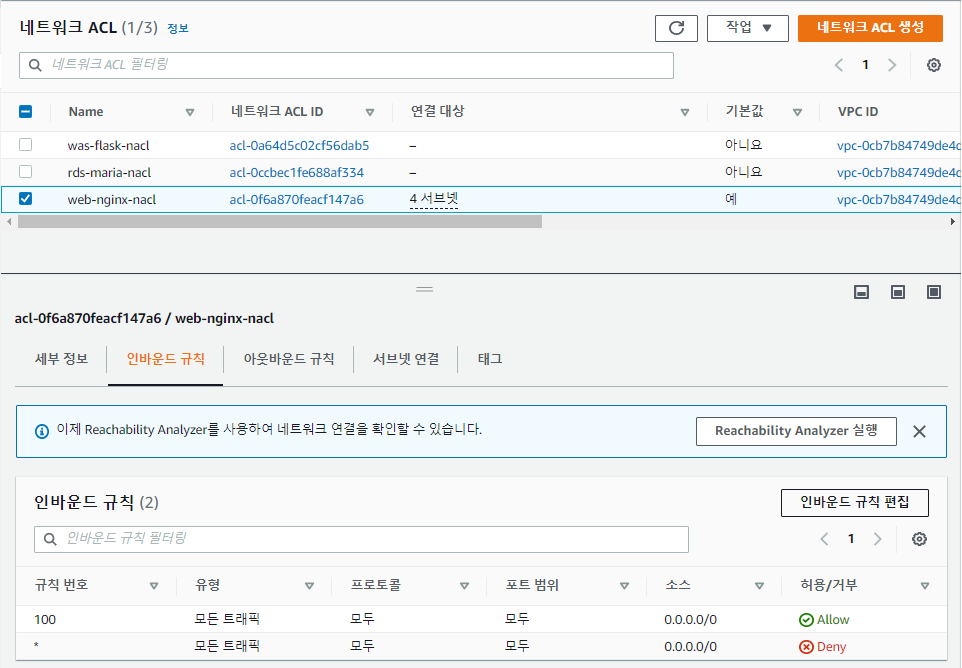 네트워크 ACL (1/3) 정보
작업 ▼ 네트워크 ACL 생성
네트워크 ACL 필터링
1
Name 네트워크 ACL ID 연결 대상 기본값 VPC ID
was-flask-nacl acl-0a64d5c02cf56dab5 – 아니요 vpc-0cb7b84749de4c
rds-maria-nacl acl-0ccbec1fe688af334 – 아니요 vpc-0cb7b84749de4c
web-nginx-nacl acl-0f6a870feacf147a6 4 서브넷 예 vpc-0cb7b84749de4c
acl-0f6a870feacf147a6 / web-nginx-nacl
세부 정보 인바운드 규칙 아웃바운드 규칙 서브넷 연결 태그
이제 Reachability Analyzer를 사용하여 네트워크 연결을 확인할 수 있습니다. Reachability Analyzer 실행
인바운드 규칙 (2)
인바운드 규칙 편집
인바운드 규칙 필터링
1
규칙 번호 유형 프로토콜 포트 범위 소스 허용/거부
100 모든 트래픽 모두 모두 0.0.0.0/0 Allow
* 모든 트래픽 모두 모두 0.0.0.0/0 Deny